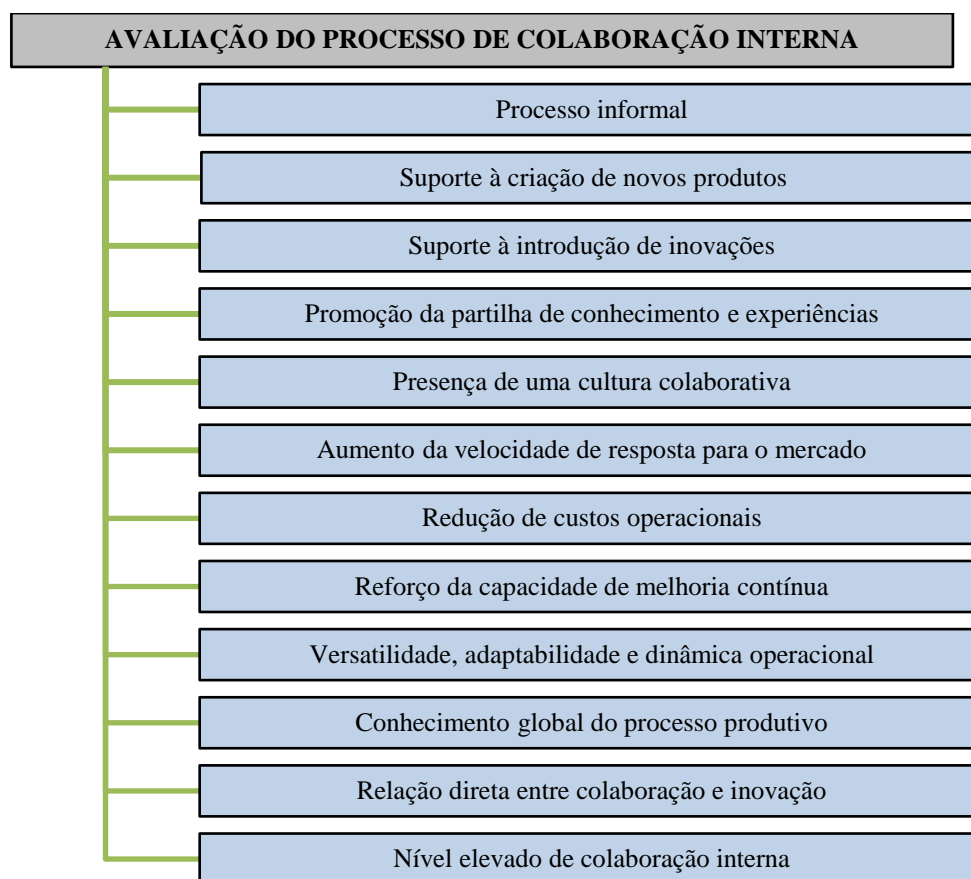 AVALIAÇÃO DO PROCESSO DE COLABORAÇÃO INTERNA
Processo informal
Suporte à criação de novos produtos
Suporte à introdução de inovações
Promoção da partilha de conhecimento e experiências
Presença de uma cultura colaborativa
Aumento da velocidade de resposta para o mercado
Redução de custos operacionais
Reforço da capacidade de melhoria contínua
Versatilidade, adaptabilidade e dinâmica operacional
Conhecimento global do processo produtivo
Relação direta entre colaboração e inovação
Nível elevado de colaboração interna